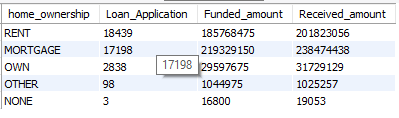 home_ownership Loan_Application Funded_amount Received_amount
RENT 18439 185768475 201823056
MORTGAGE 17198 219329150 238474438
OWN 2838 29597675 31729129
17198
OTHER 98 1044975 1025257
NONE 3 16800 19053